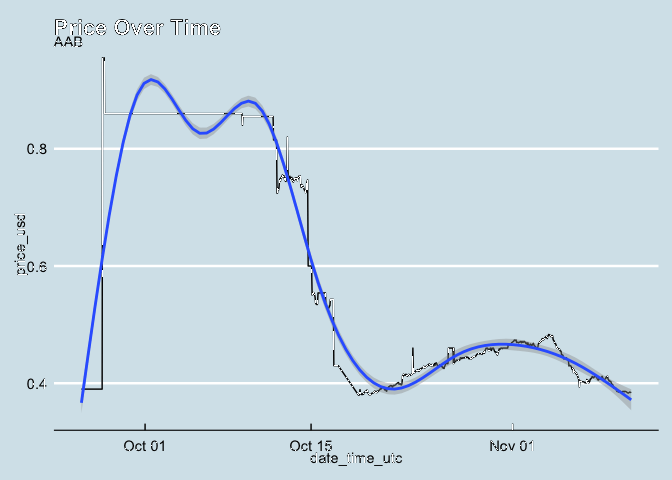 Price Over Time
AAB
price_usd
0.8
0.6
0.4
Oct 01
Oct 15
Nov 01
date_time_utc